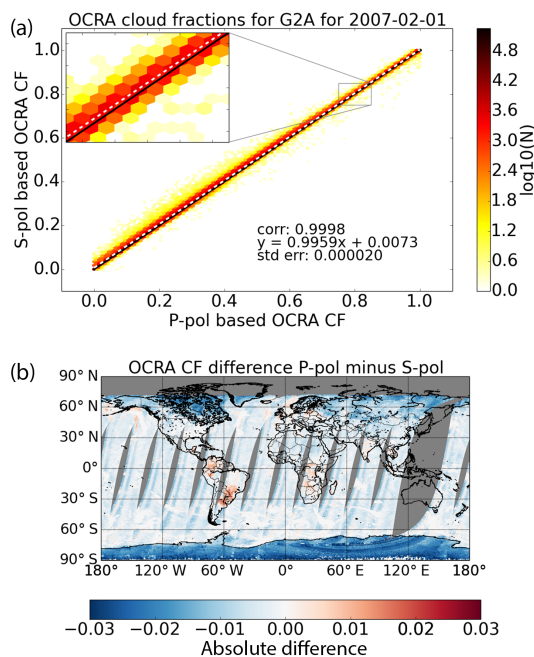 (a)
OCRA cloud fractions for G2A for 2007-02-01
1.0
0.8
0.6
0.4
0.2
0.0
S-pol based OCRA CF
corr: 0.9998
y = 0.9959x + 0.0073
std err: 0.000020
0.0 0.2 0.4 0.6 0.8 1.0
P-pol based OCRA CF
4.8
4.2
3.6
3.0
2.4
1.8
1.2
0.6
0.0
log10(N)
(b)
OCRA CF difference P-pol minus S-pol
90° N
60° N
30° N
0°
30° S
60° S
90° S
180° 120° W 60° W 0° 60° E 120° E 180°
−0.03 −0.02 −0.01 0.00 0.01 0.02 0.03
Absolute difference